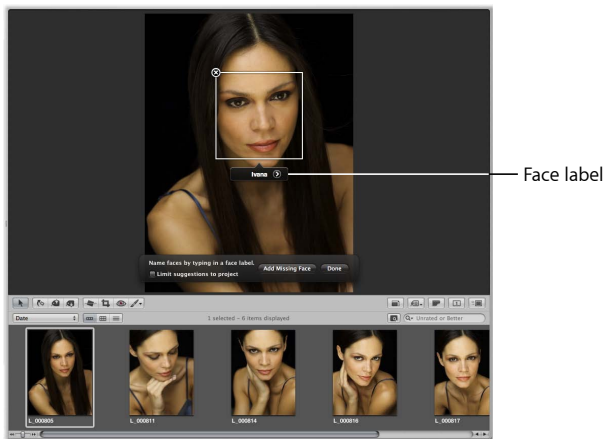 Ivana
Face label
Name faces by typing in a face label.
Limit suggestions to project
Add Missing Face
Done
Date
1 selected - 6 items displayed
Unrated or Better
L_000805
L_000811
L_000814
L_000816
L_000817